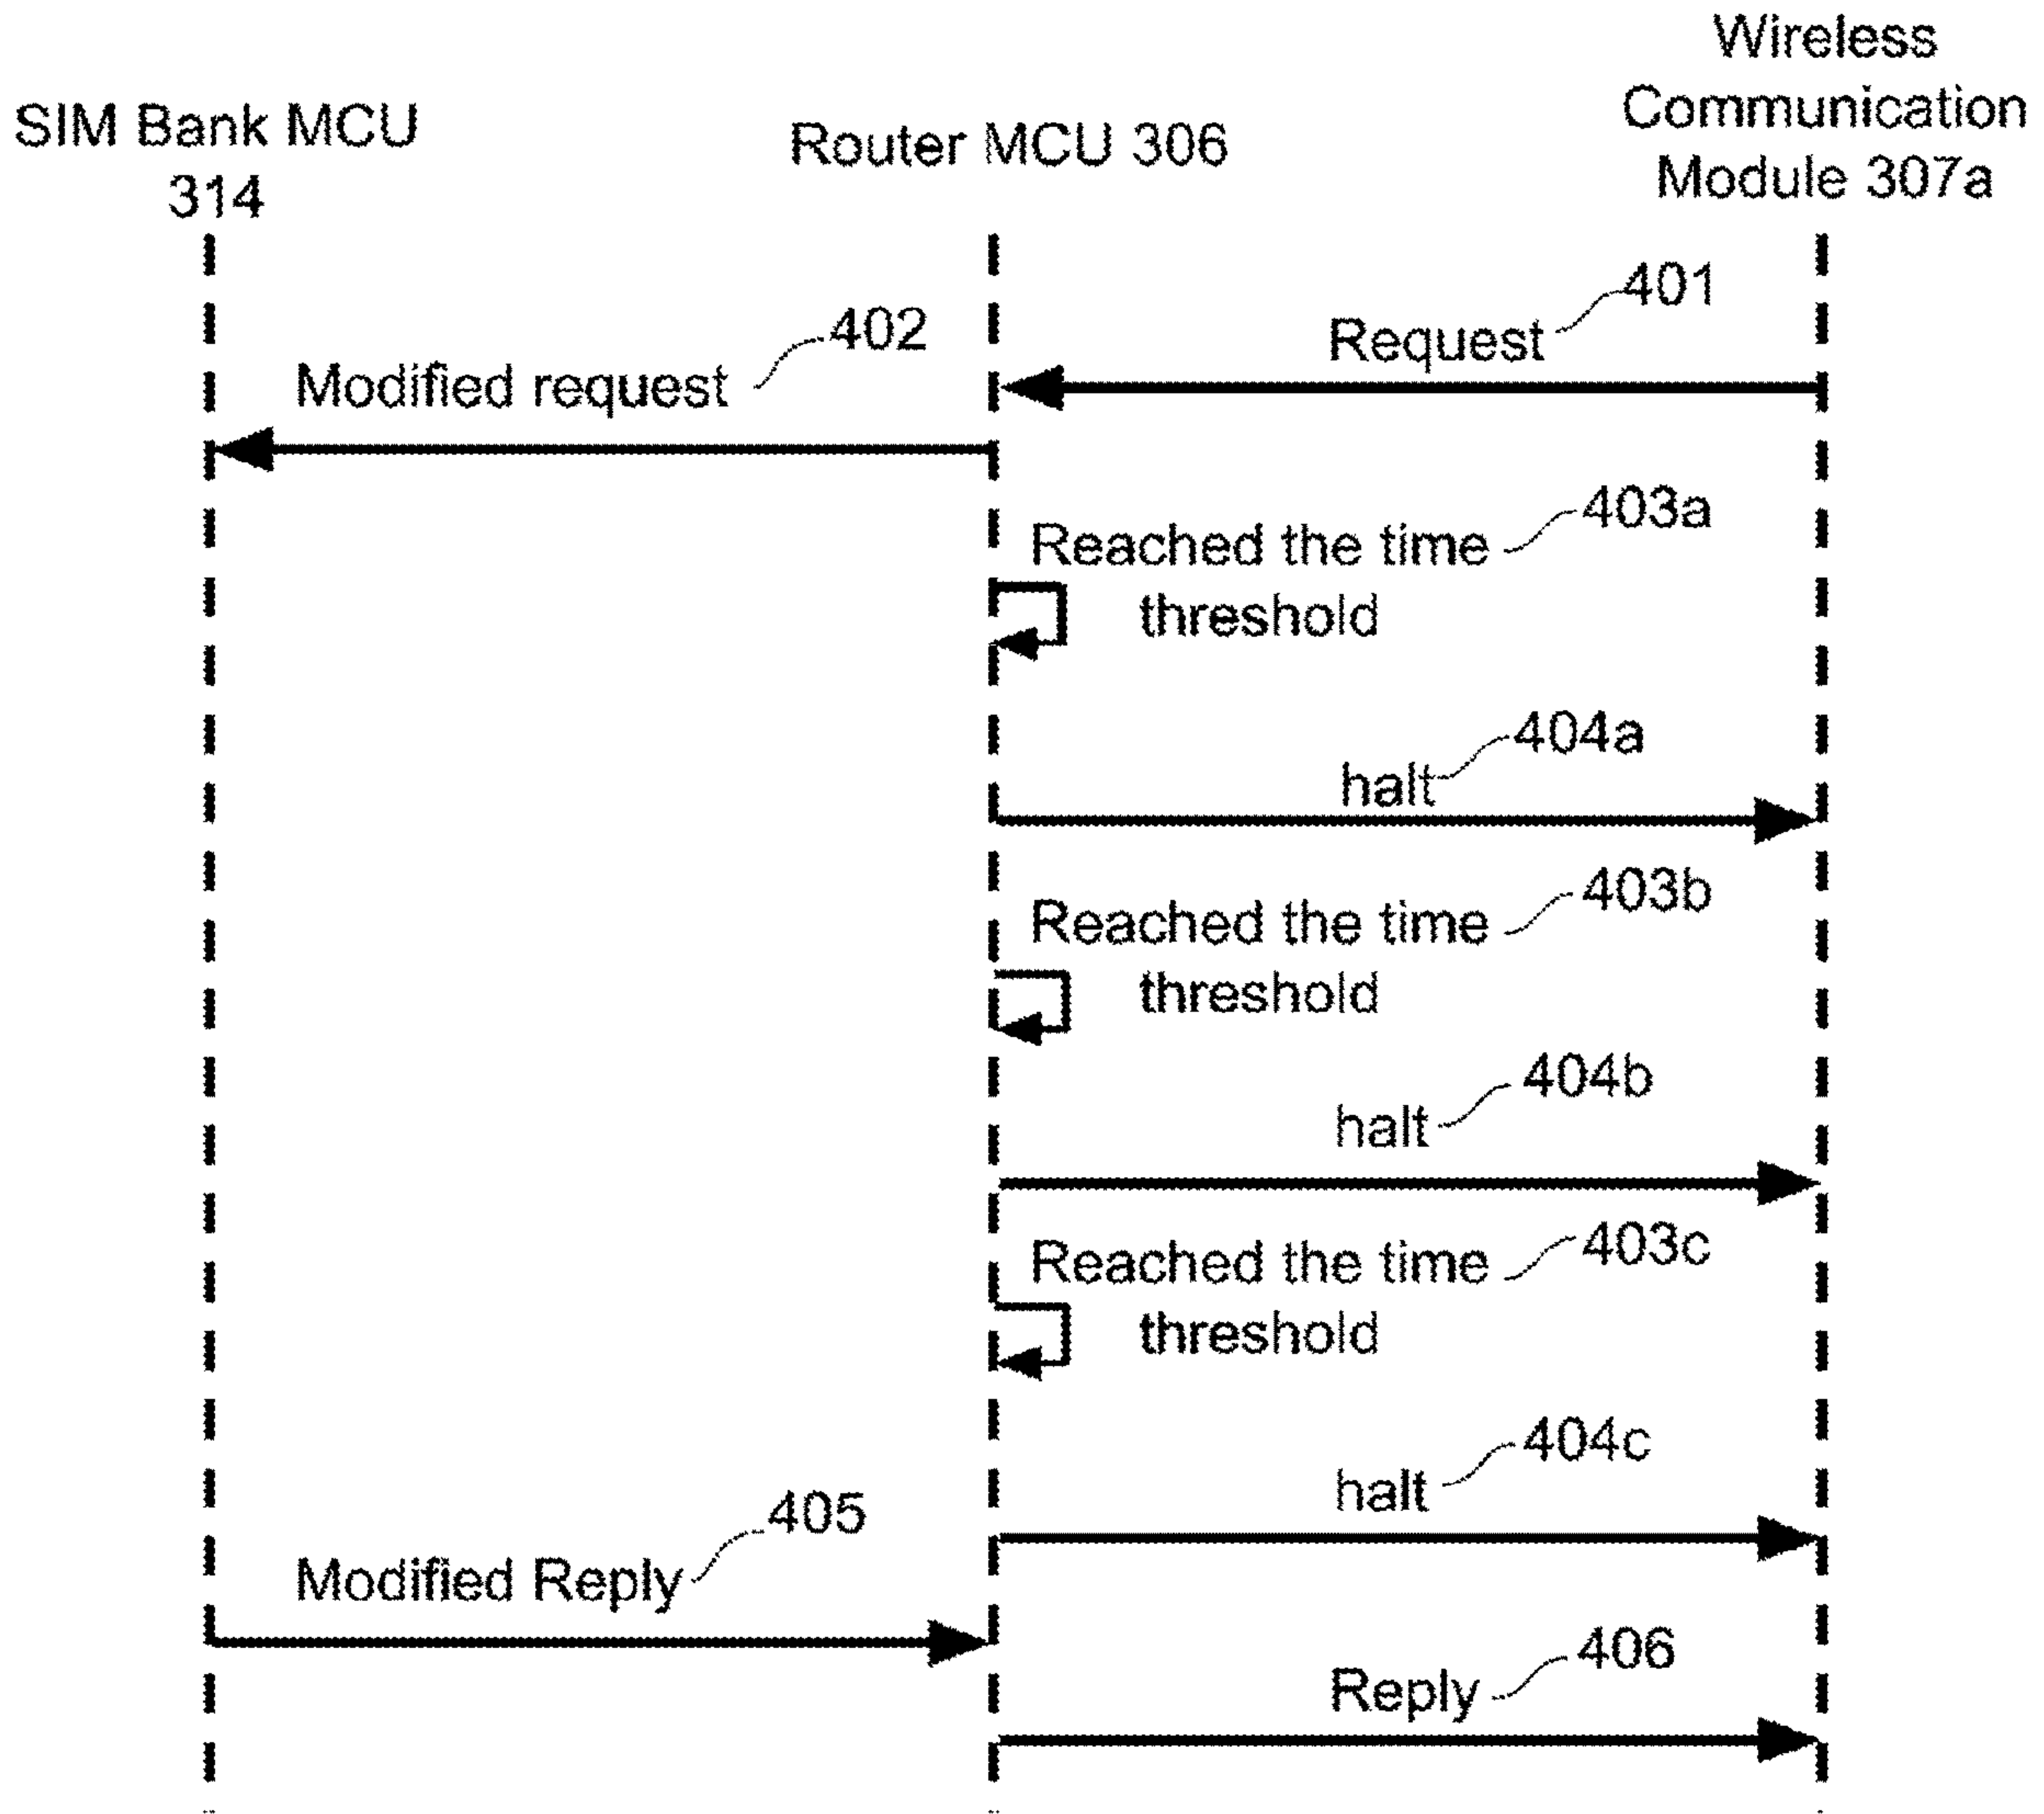 Wireless
Communication
Module 307a
SIM Bank MCU
314
Router MCU 306
401
Request
402
Modified request
403a
Reached the time
threshold
404a
halt
403b
Reached the time
threshold
404b
halt
403c
Reached the time
threshold
404c
halt
405
Modified Reply
406
Reply